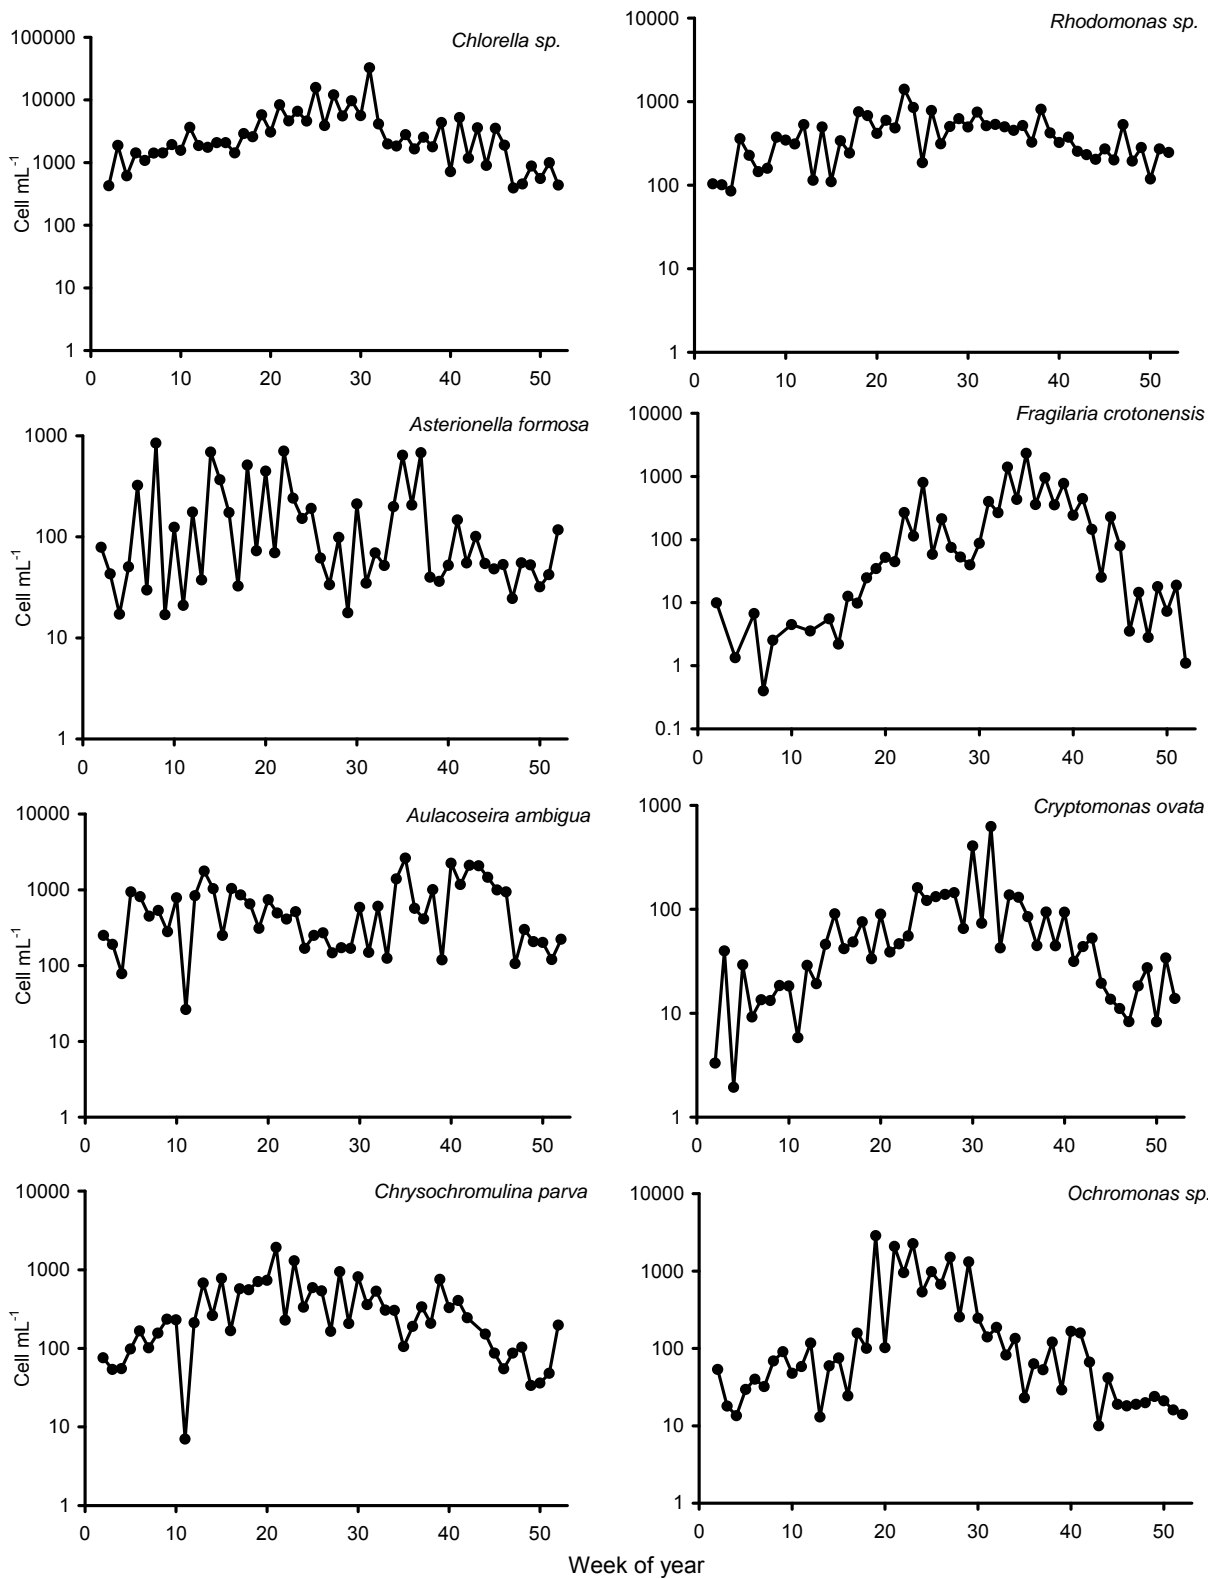 Chlorella sp.
Cell mL-1
100000
10000
1000
100
10
1
0 10 20 30 40 50
Rhodomonas sp.
10000
1000
100
10
1
0 10 20 30 40 50
Asterionella formosa
Cell mL-1
1000
100
10
1
0 10 20 30 40 50
Fragilaria crotonensis
10000
1000
100
10
1
0.1
0 10 20 30 40 50
Aulacoseira ambigua
Cell mL-1
10000
1000
100
10
1
0 10 20 30 40 50
Cryptomonas ovata
1000
100
10
1
0 10 20 30 40 50
Chrysochromulina parva
Cell mL-1
10000
1000
100
10
1
0 10 20 30 40 50
Ochromonas sp.
10000
1000
100
10
1
0 10 20 30 40 50
Week of year